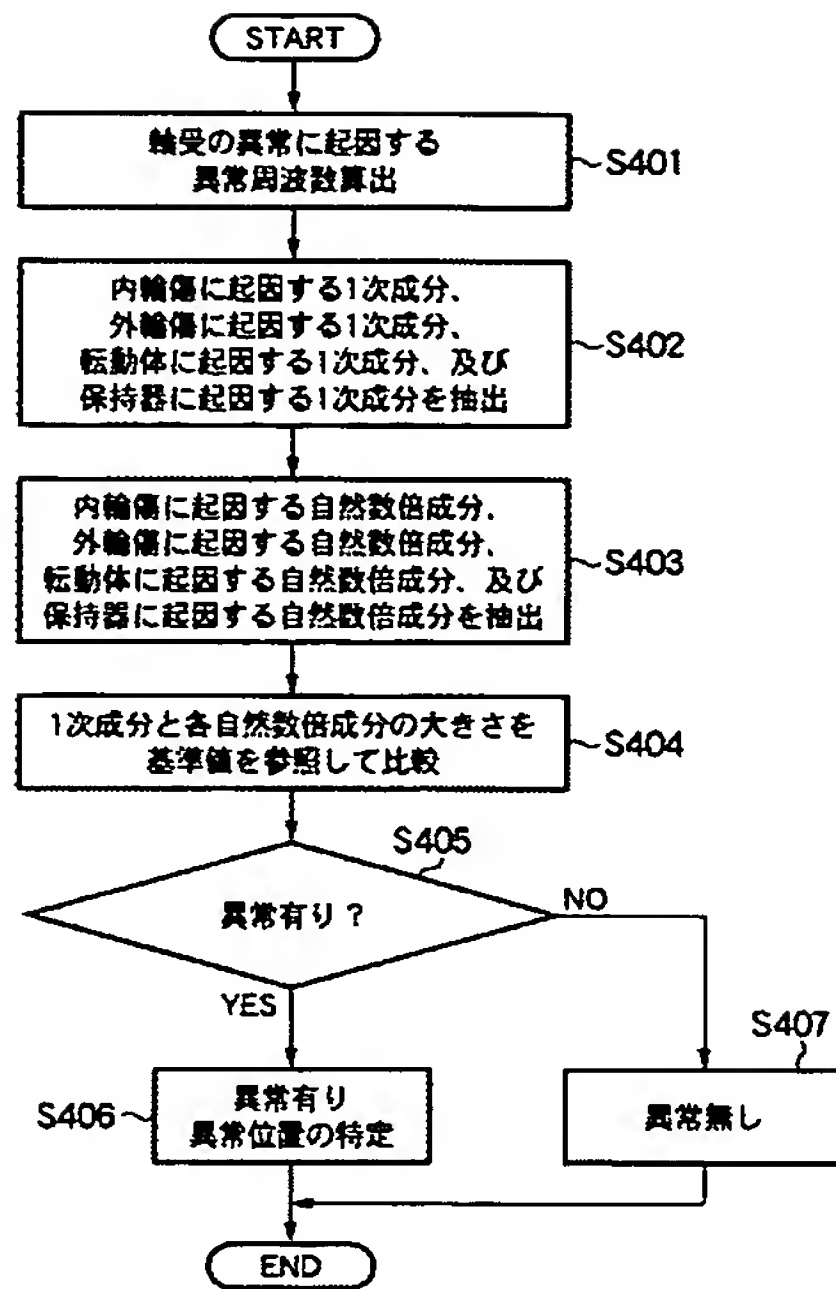 START
軸受の異常に起因する
異常周波数算出
S401
内輪傷に起因する1次成分、
外輪傷に起因する1次成分、
転動体に起因する1次成分、及び
保持器に起因する1次成分を抽出
S402
内輪傷に起因する自然数倍成分、
外輪傷に起因する自然数倍成分、
転動体に起因する自然数倍成分、及び
保持器に起因する自然数倍成分を抽出
S403
1次成分と各自然数倍成分の大きさを
基準値を参照して比較
S404
S405
異常有り?
NO
YES
S406
異常有り
異常位置の特定
S407
異常無し
END